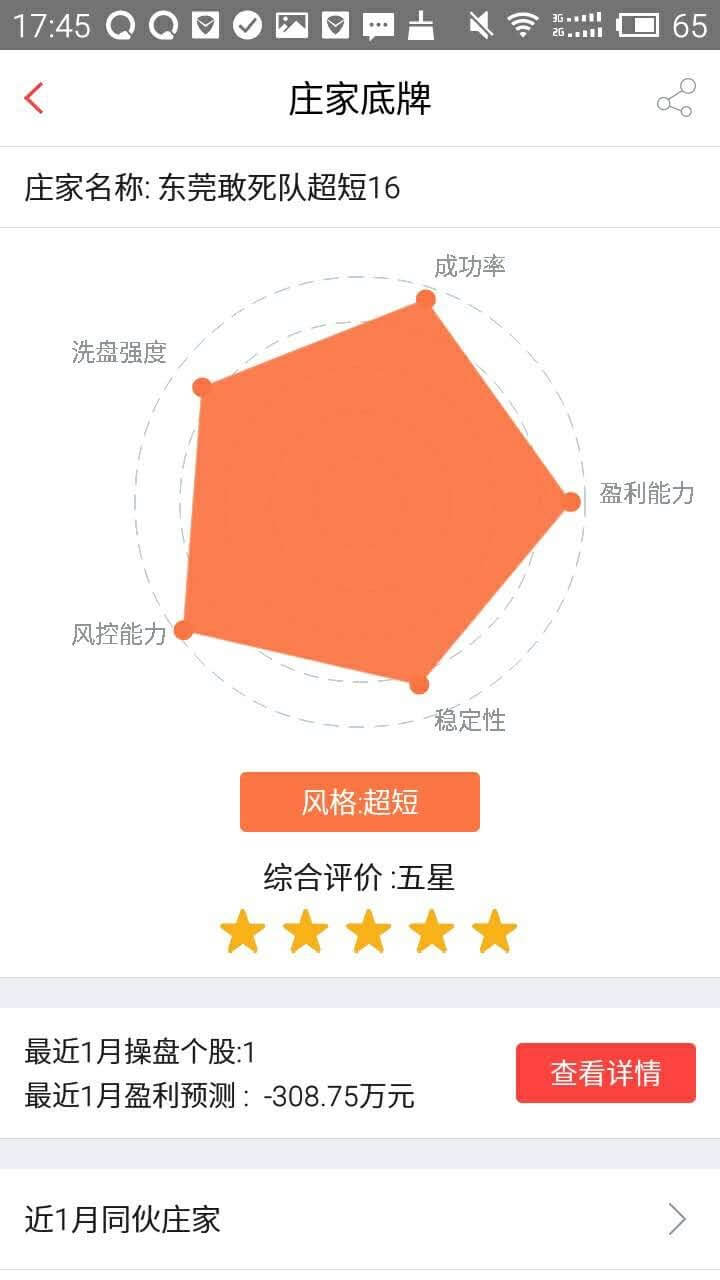 17:45
3G
2G
65
庄家底牌
庄家名称: 东莞敢死队超短16
成功率
洗盘强度
盈利能力
风控能力
稳定性
风格:超短
综合评价 :五星
最近1月操盘个股:1
最近1月盈利预测 : -308.75万元
查看详情
近1月同伙庄家